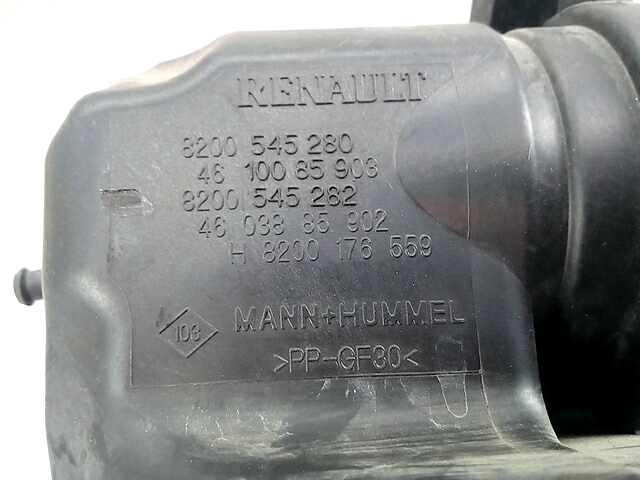 RENAULT
8200 545 280
46 100 85 903
8200 545 282
46 038 85 902
H 8200 176 559
103
MANN+HUMMEL
>PP-GF30<